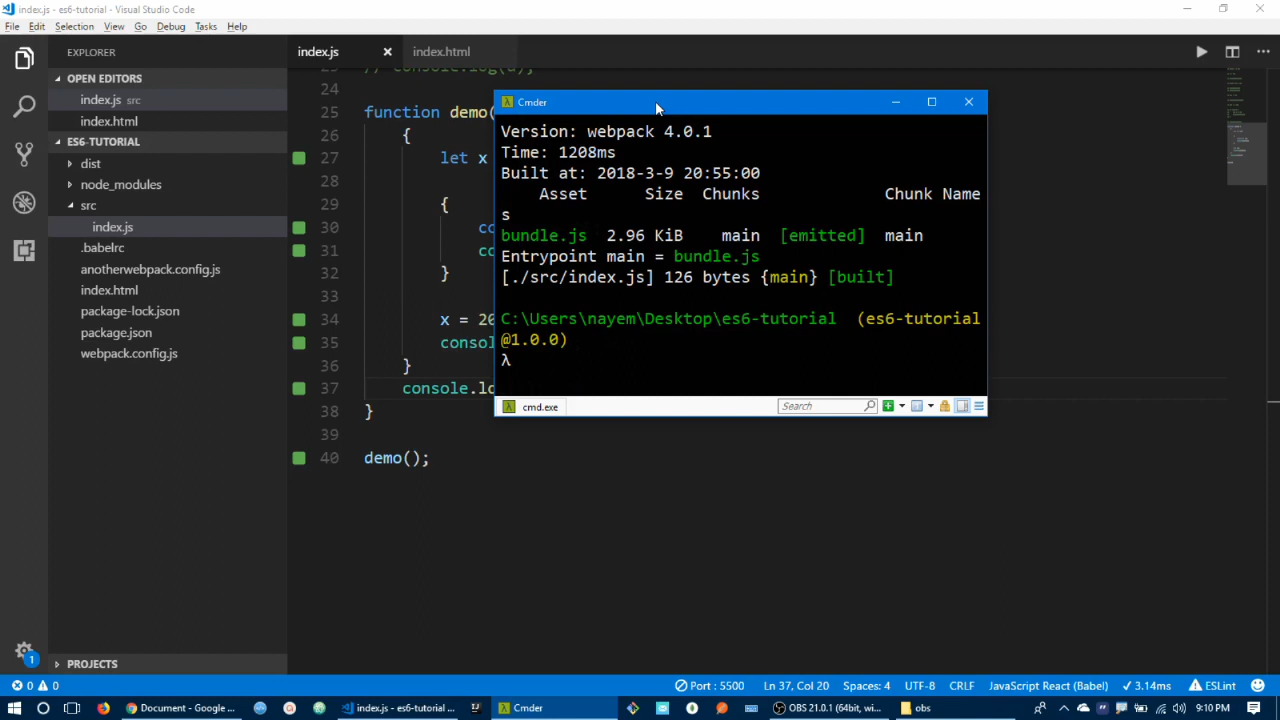 index.js - es6-tutorial - Visual Studio Code
File Edit Selection View Go Debug Tasks Help
EXPLORER
OPEN EDITORS
index.js src
index.html
ES6-TUTORIAL
dist
node_modules
src
index.js
.babelrc
anotherwebpack.config.js
index.html
package-lock.json
package.json
webpack.config.js
PROJECTS
index.js index.html
24
25 function demo(
26 {
27 let x
28
29 {
30 co
31 co
32 }
33
34 x = 20
35 conso
36 }
37 console.lo
38 }
39
40 demo();
Cmder
Version: webpack 4.0.1
Time: 1208ms
Built at: 2018-3-9 20:55:00
Asset Size Chunks Chunk Name
s
bundle.js 2.96 KiB main [emitted] main
Entrypoint main = bundle.js
[./src/index.js] 126 bytes {main} [built]
C:\Users\nayem\Desktop\es6-tutorial (es6-tutorial
@1.0.0)
λ
cmd.exe Search
1
0 0 Port : 5500 Ln 37, Col 20 Spaces: 4 UTF-8 CRLF JavaScript React (Babel) ✓ 3.14ms ESLint
Document - Google ... index.js - es6-tutorial ... Cmder OBS 21.0.1 (64bit, wi... obs 9:10 PM